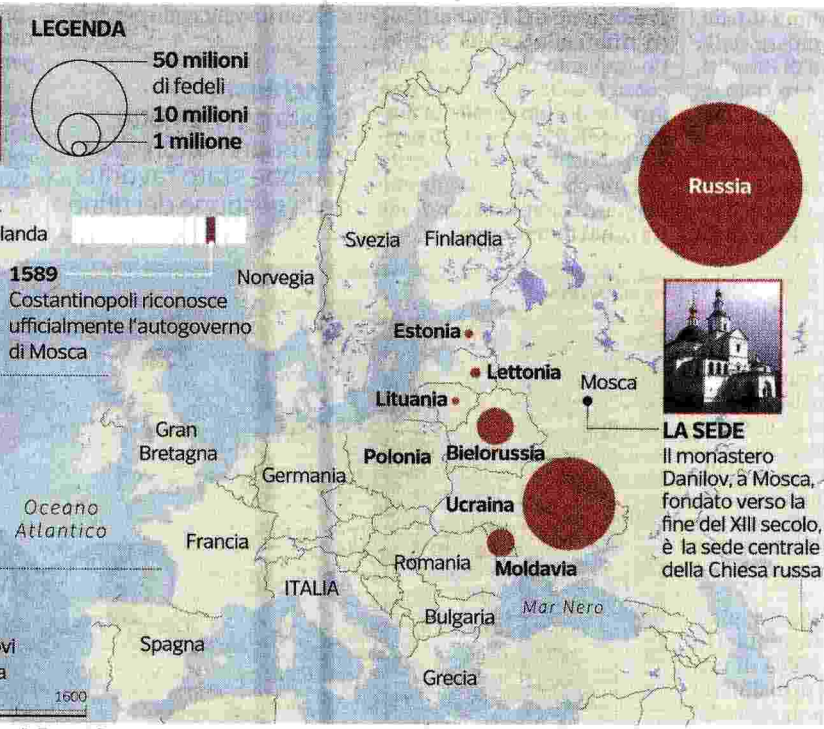 LEGENDA
50 milioni
di fedeli
10 milioni
1 milione
Russia
landa
1589
Costantinopoli riconosce
ufficialmente l'autogoverno
di Mosca
Norvegia
Svezia
Finlandia
Estonia
Lettonia
Lituania
Mosca
Gran
Bretagna
Polonia
Bielorussia
Germania
Ucraina
Oceano
Atlantico
Francia
Romania
Moldavia
ITALIA
Bulgaria
Mar Nero
Spagna
Grecia
LA SEDE
Il monastero
Danilov, a Mosca,
fondato verso la
fine del XIII secolo,
è la sede centrale
della Chiesa russa
vi
a
1600